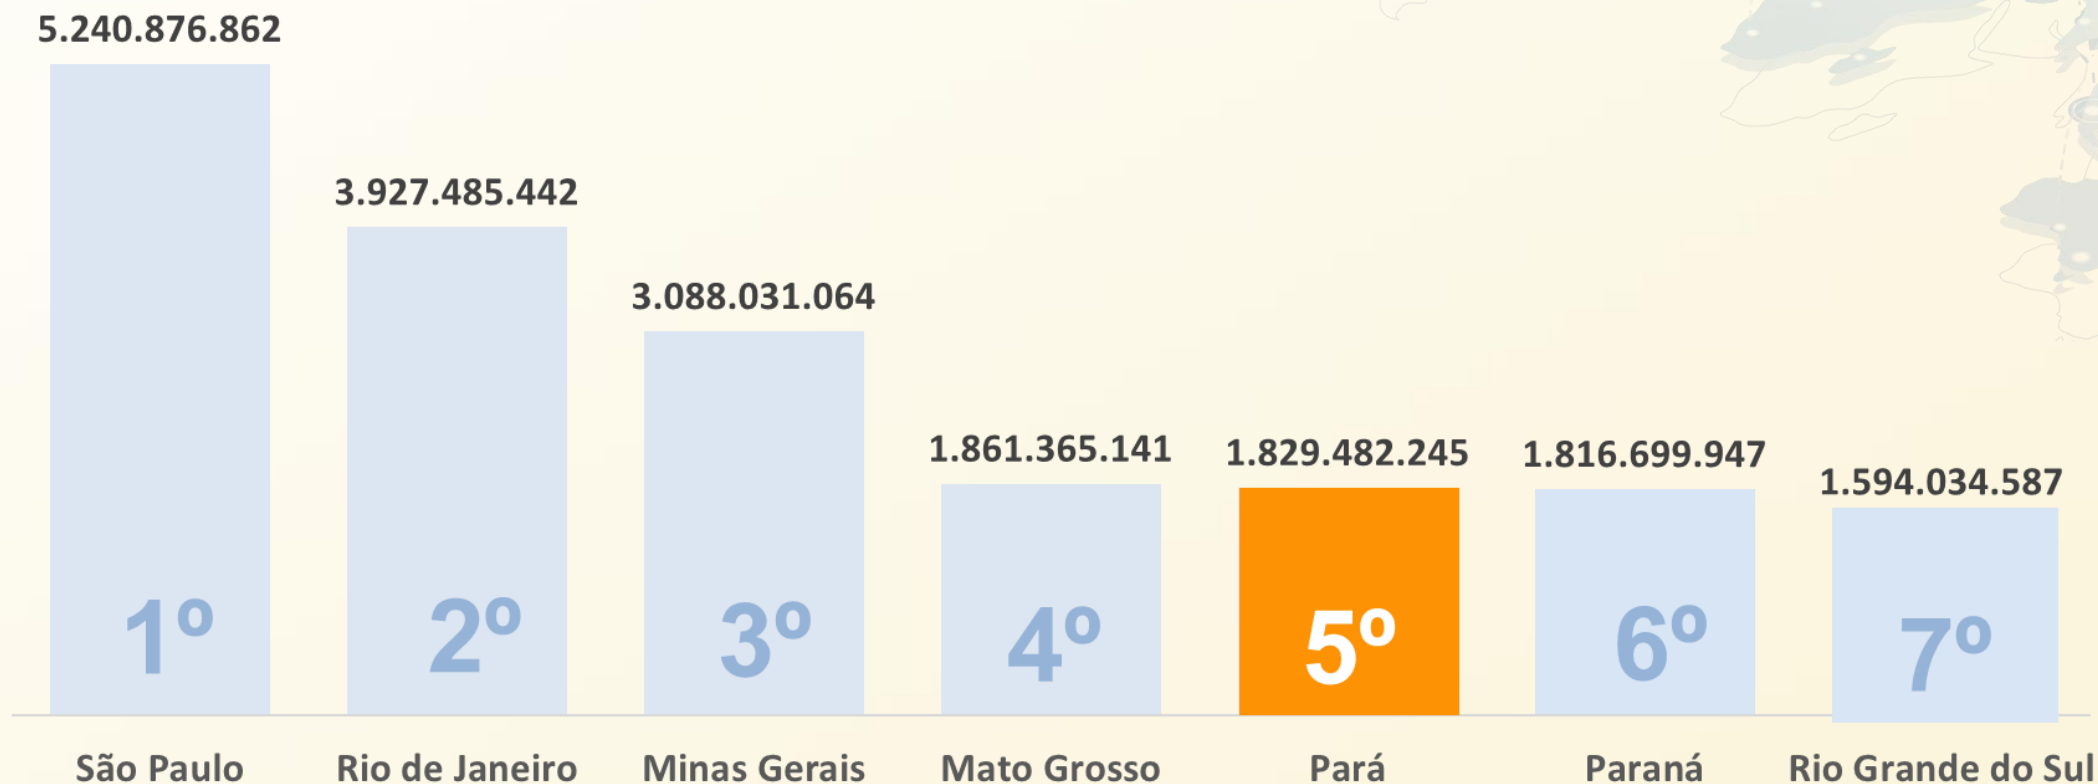 5.240.876.862
3.927.485.442
3.088.031.064
1.861.365.141
1.829.482.245
1.816.699.947
1.594.034.587
1º
2º
3º
4º
5º
6º
7º
São Paulo
Rio de Janeiro
Minas Gerais
Mato Grosso
Pará
Paraná
Rio Grande do Sul